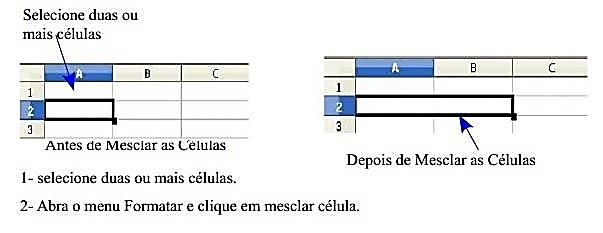 Selecione duas ou
mais células
A B C
1
2
3
Antes de Mesclar as Células
A B C
1
2
3
Depois de Mesclar as Células
1- selecione duas ou mais células.
2- Abra o menu Formatar e clique em mesclar célula.